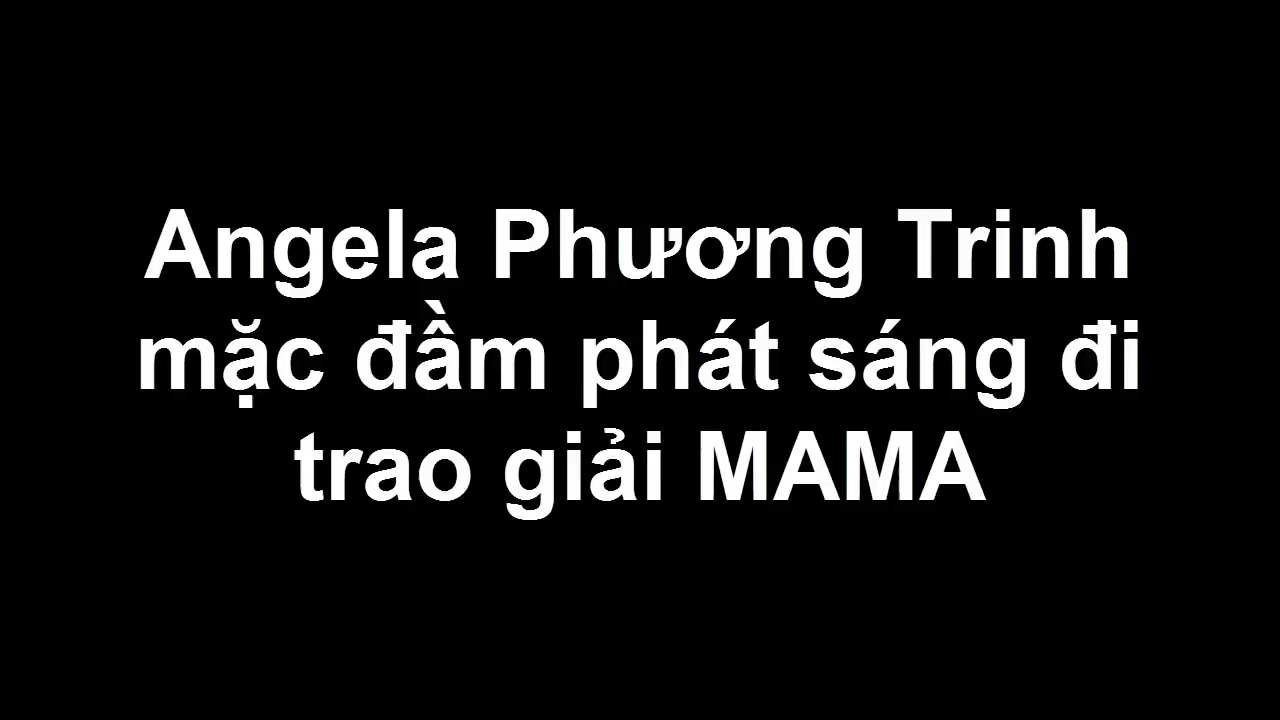 Angela Phương Trinh
mặc đầm phát sáng đi
trao giải MAMA